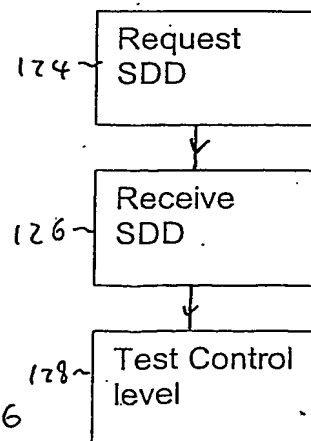 Request
124
SDD
Receive
126
SDD
Test Control
128
level
6